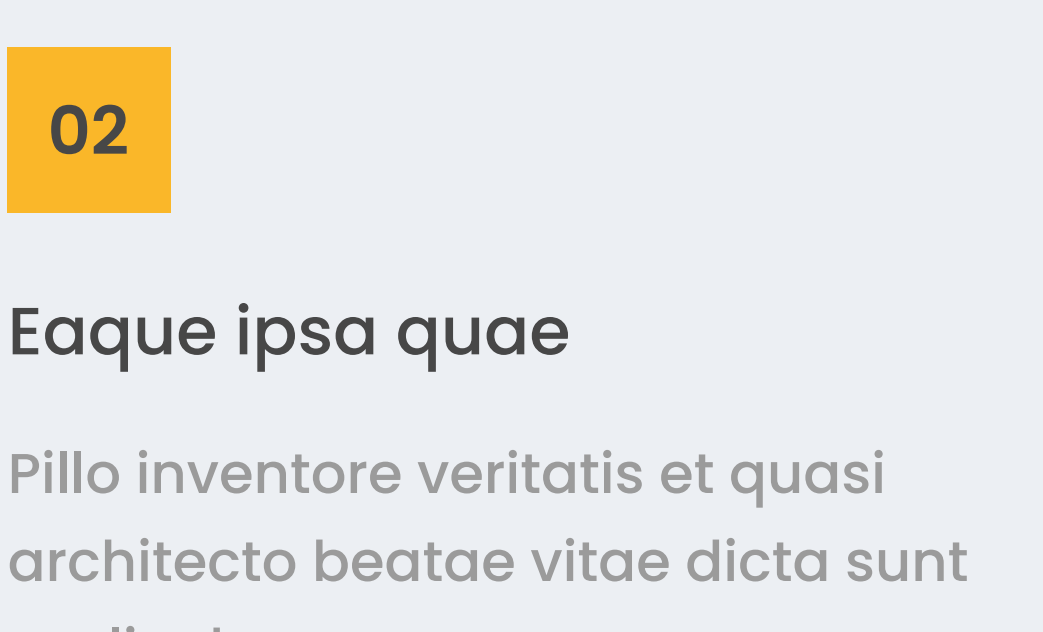 02
Eaque ipsa quae
Pillo inventore veritatis et quasi
architecto beatae vitae dicta sunt